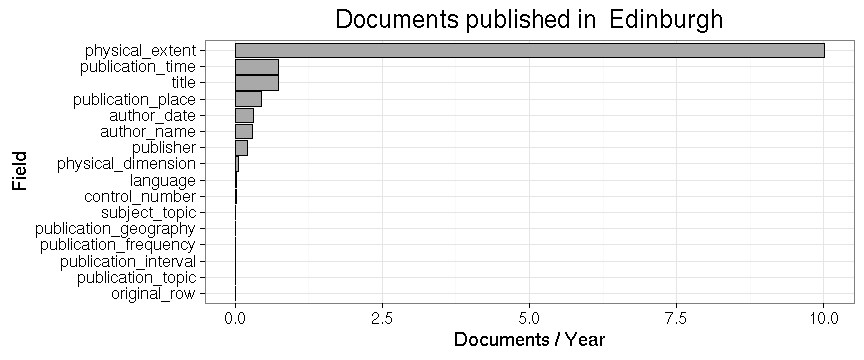 Documents published in  Edinburgh
Field
physical_extent
publication_time
title
publication_place
author_date
author_name
publisher
physical_dimension
language
control_number
subject_topic
publication_geography
publication_frequency
publication_interval
publication_topic
original_row
0.0 2.5 5.0 7.5 10.0
Documents / Year